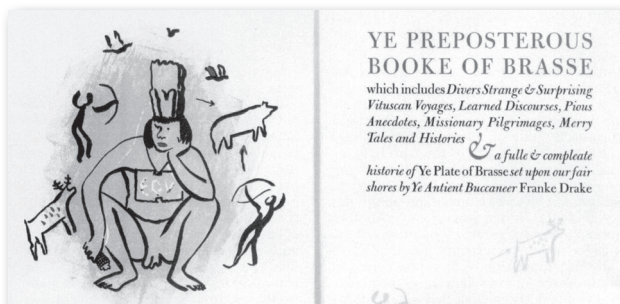 ECV
YE PREPOSTEROUS
BOOKE OF BRASSE
which includes Divers Strange & Surprising
Vituscan Voyages, Learned Discourses, Pious
Anecdotes, Missionary Pilgrimages, Merry
Tales and Histories
& a fulle & compleate
historie of Ye Plate of Brasse set upon our fair
shores by Ye Antient Buccaneer Franke Drake